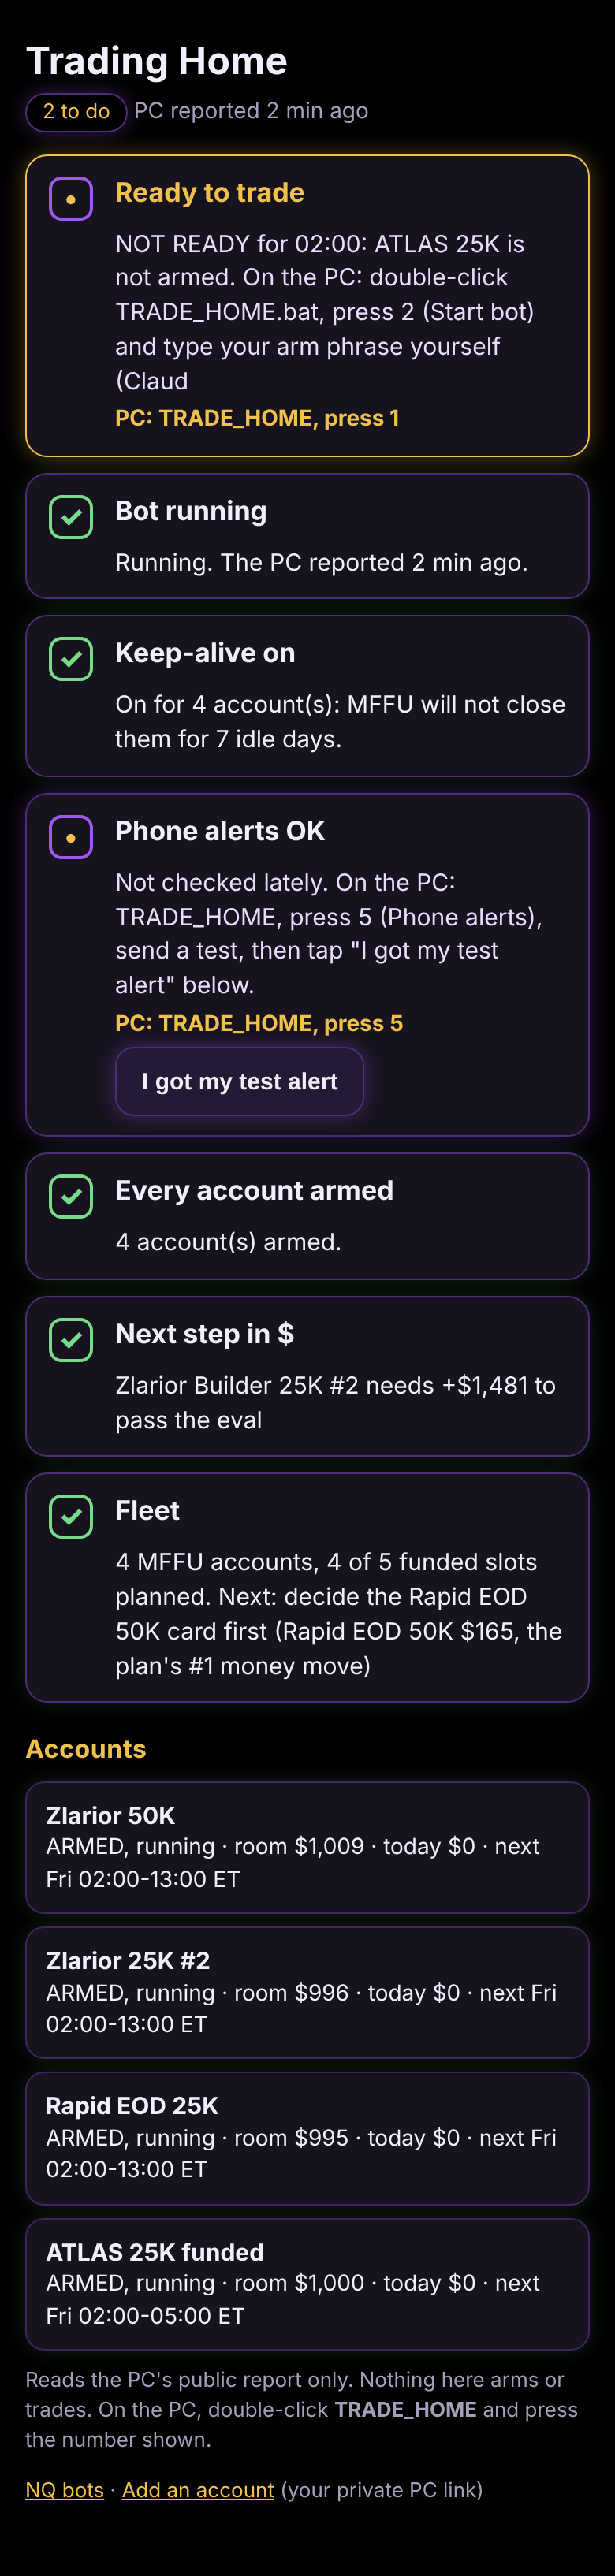 Trading Home
2 to do PC reported 2 min ago
Ready to trade
NOT READY for 02:00: ATLAS 25K is
not armed. On the PC: double-click
TRADE_HOME.bat, press 2 (Start bot)
and type your arm phrase yourself
(Claud
PC: TRADE_HOME, press 1
Bot running
Running. The PC reported 2 min ago.
Keep-alive on
On for 4 account(s): MFFU will not close
them for 7 idle days.
Phone alerts OK
Not checked lately. On the PC:
TRADE_HOME, press 5 (Phone alerts),
send a test, then tap "I got my test
alert" below.
PC: TRADE_HOME, press 5
I got my test alert
Every account armed
4 account(s) armed.
Next step in $
Zlarior Builder 25K #2 needs +$1,481 to
pass the eval
Fleet
4 MFFU accounts, 4 of 5 funded slots
planned. Next: decide the Rapid EOD
50K card first (Rapid EOD 50K $165, the
plan's #1 money move)
Accounts
Zlarior 50K
ARMED, running · room $1,009 · today $0 · next
Fri 02:00-13:00 ET
Zlarior 25K #2
ARMED, running · room $996 · today $0 · next Fri
02:00-13:00 ET
Rapid EOD 25K
ARMED, running · room $995 · today $0 · next Fri
02:00-13:00 ET
ATLAS 25K funded
ARMED, running · room $1,000 · today $0 · next
Fri 02:00-05:00 ET
Reads the PC's public report only. Nothing here arms or
trades. On the PC, double-click TRADE_HOME and press
the number shown.
NQ bots · Add an account (your private PC link)